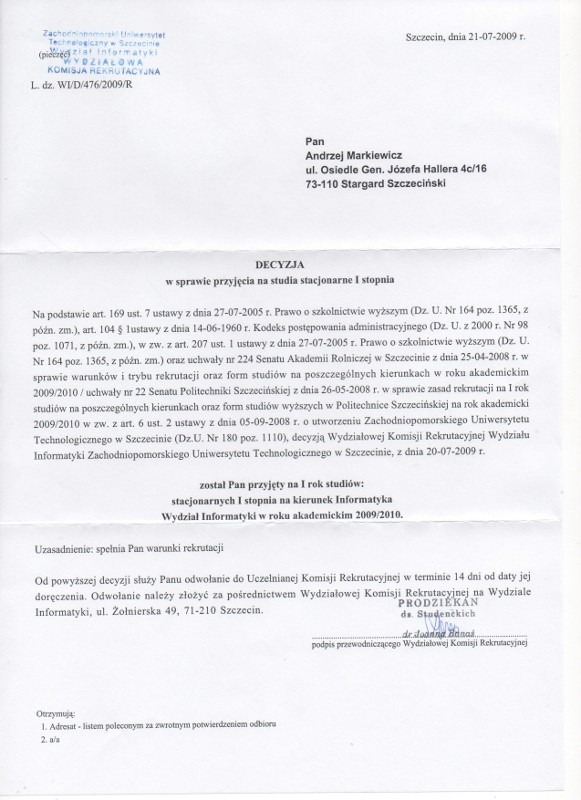 Zachodniopomorski Uniwersytet
Technologiczny w Szczecinie
(pieczęć)
Wydział Informatyki
WYDZIAŁOWA
KOMISJA REKRUTACYJNA
L. dz. WI/D/476/2009/R
Szczecin, dnia 21-07-2009 r.
Pan
Andrzej Markiewicz
ul. Osiedle Gen. Józefa Hallera 4c/16
73-110 Stargard Szczeciński
DECYZJA
w sprawie przyjęcia na studia stacjonarne I stopnia
Na podstawie art. 169 ust. 7 ustawy z dnia 27-07-2005 r. Prawo o szkolnictwie wyższym (Dz. U. Nr 164 poz. 1365, z
późn. zm.), art. 104 § 1ustawy z dnia 14-06-1960 r. Kodeks postępowania administracyjnego (Dz. U. z 2000 r. Nr 98
poz. 1071, z późn. zm.), w zw. z art. 207 ust. 1 ustawy z dnia 27-07-2005 r. Prawo o szkolnictwie wyższym (Dz. U.
Nr 164 poz. 1365, z późn. zm.) oraz uchwały nr 224 Senatu Akademii Rolniczej w Szczecinie z dnia 25-04-2008 r. w
sprawie warunków i trybu rekrutacji oraz form studiów na poszczególnych kierunkach w roku akademickim
2009/2010 / uchwały nr 22 Senatu Politechniki Szczecińskiej z dnia 26-05-2008 r. w sprawie zasad rekrutacji na I rok
studiów na poszczególnych kierunkach oraz form studiów wyższych w Politechnice Szczecińskiej na rok akademicki
2009/2010 w zw. z art. 6 ust. 2 ustawy z dnia 05-09-2008 r. o utworzeniu Zachodniopomorskiego Uniwersytetu
Technologicznego w Szczecinie (Dz.U. Nr 180 poz. 1110), decyzją Wydziałowej Komisji Rekrutacyjnej Wydziału
Informatyki Zachodniopomorskiego Uniwersytetu Technologicznego w Szczecinie, z dnia 20-07-2009 r.
został Pan przyjęty na I rok studiów:
stacjonarnych I stopnia na kierunek Informatyka
Wydział Informatyki w roku akademickim 2009/2010.
Uzasadnienie: spełnia Pan warunki rekrutacji
Od powyższej decyzji służy Panu odwołanie do Uczelnianej Komisji Rekrutacyjnej w terminie 14 dni od daty jej
doręczenia. Odwołanie należy złożyć za pośrednictwem Wydziałowej Komisji Rekrutacyjnej na Wydziale
Informatyki, ul. Żołnierska 49, 71-210 Szczecin.
PRODZIEKAN
ds. Studenckich
dr Joanna Banaś
podpis przewodniczącego Wydziałowej Komisji Rekrutacyjnej
Otrzymują:
1. Adresat - listem poleconym za zwrotnym potwierdzeniem odbioru
2. a/a